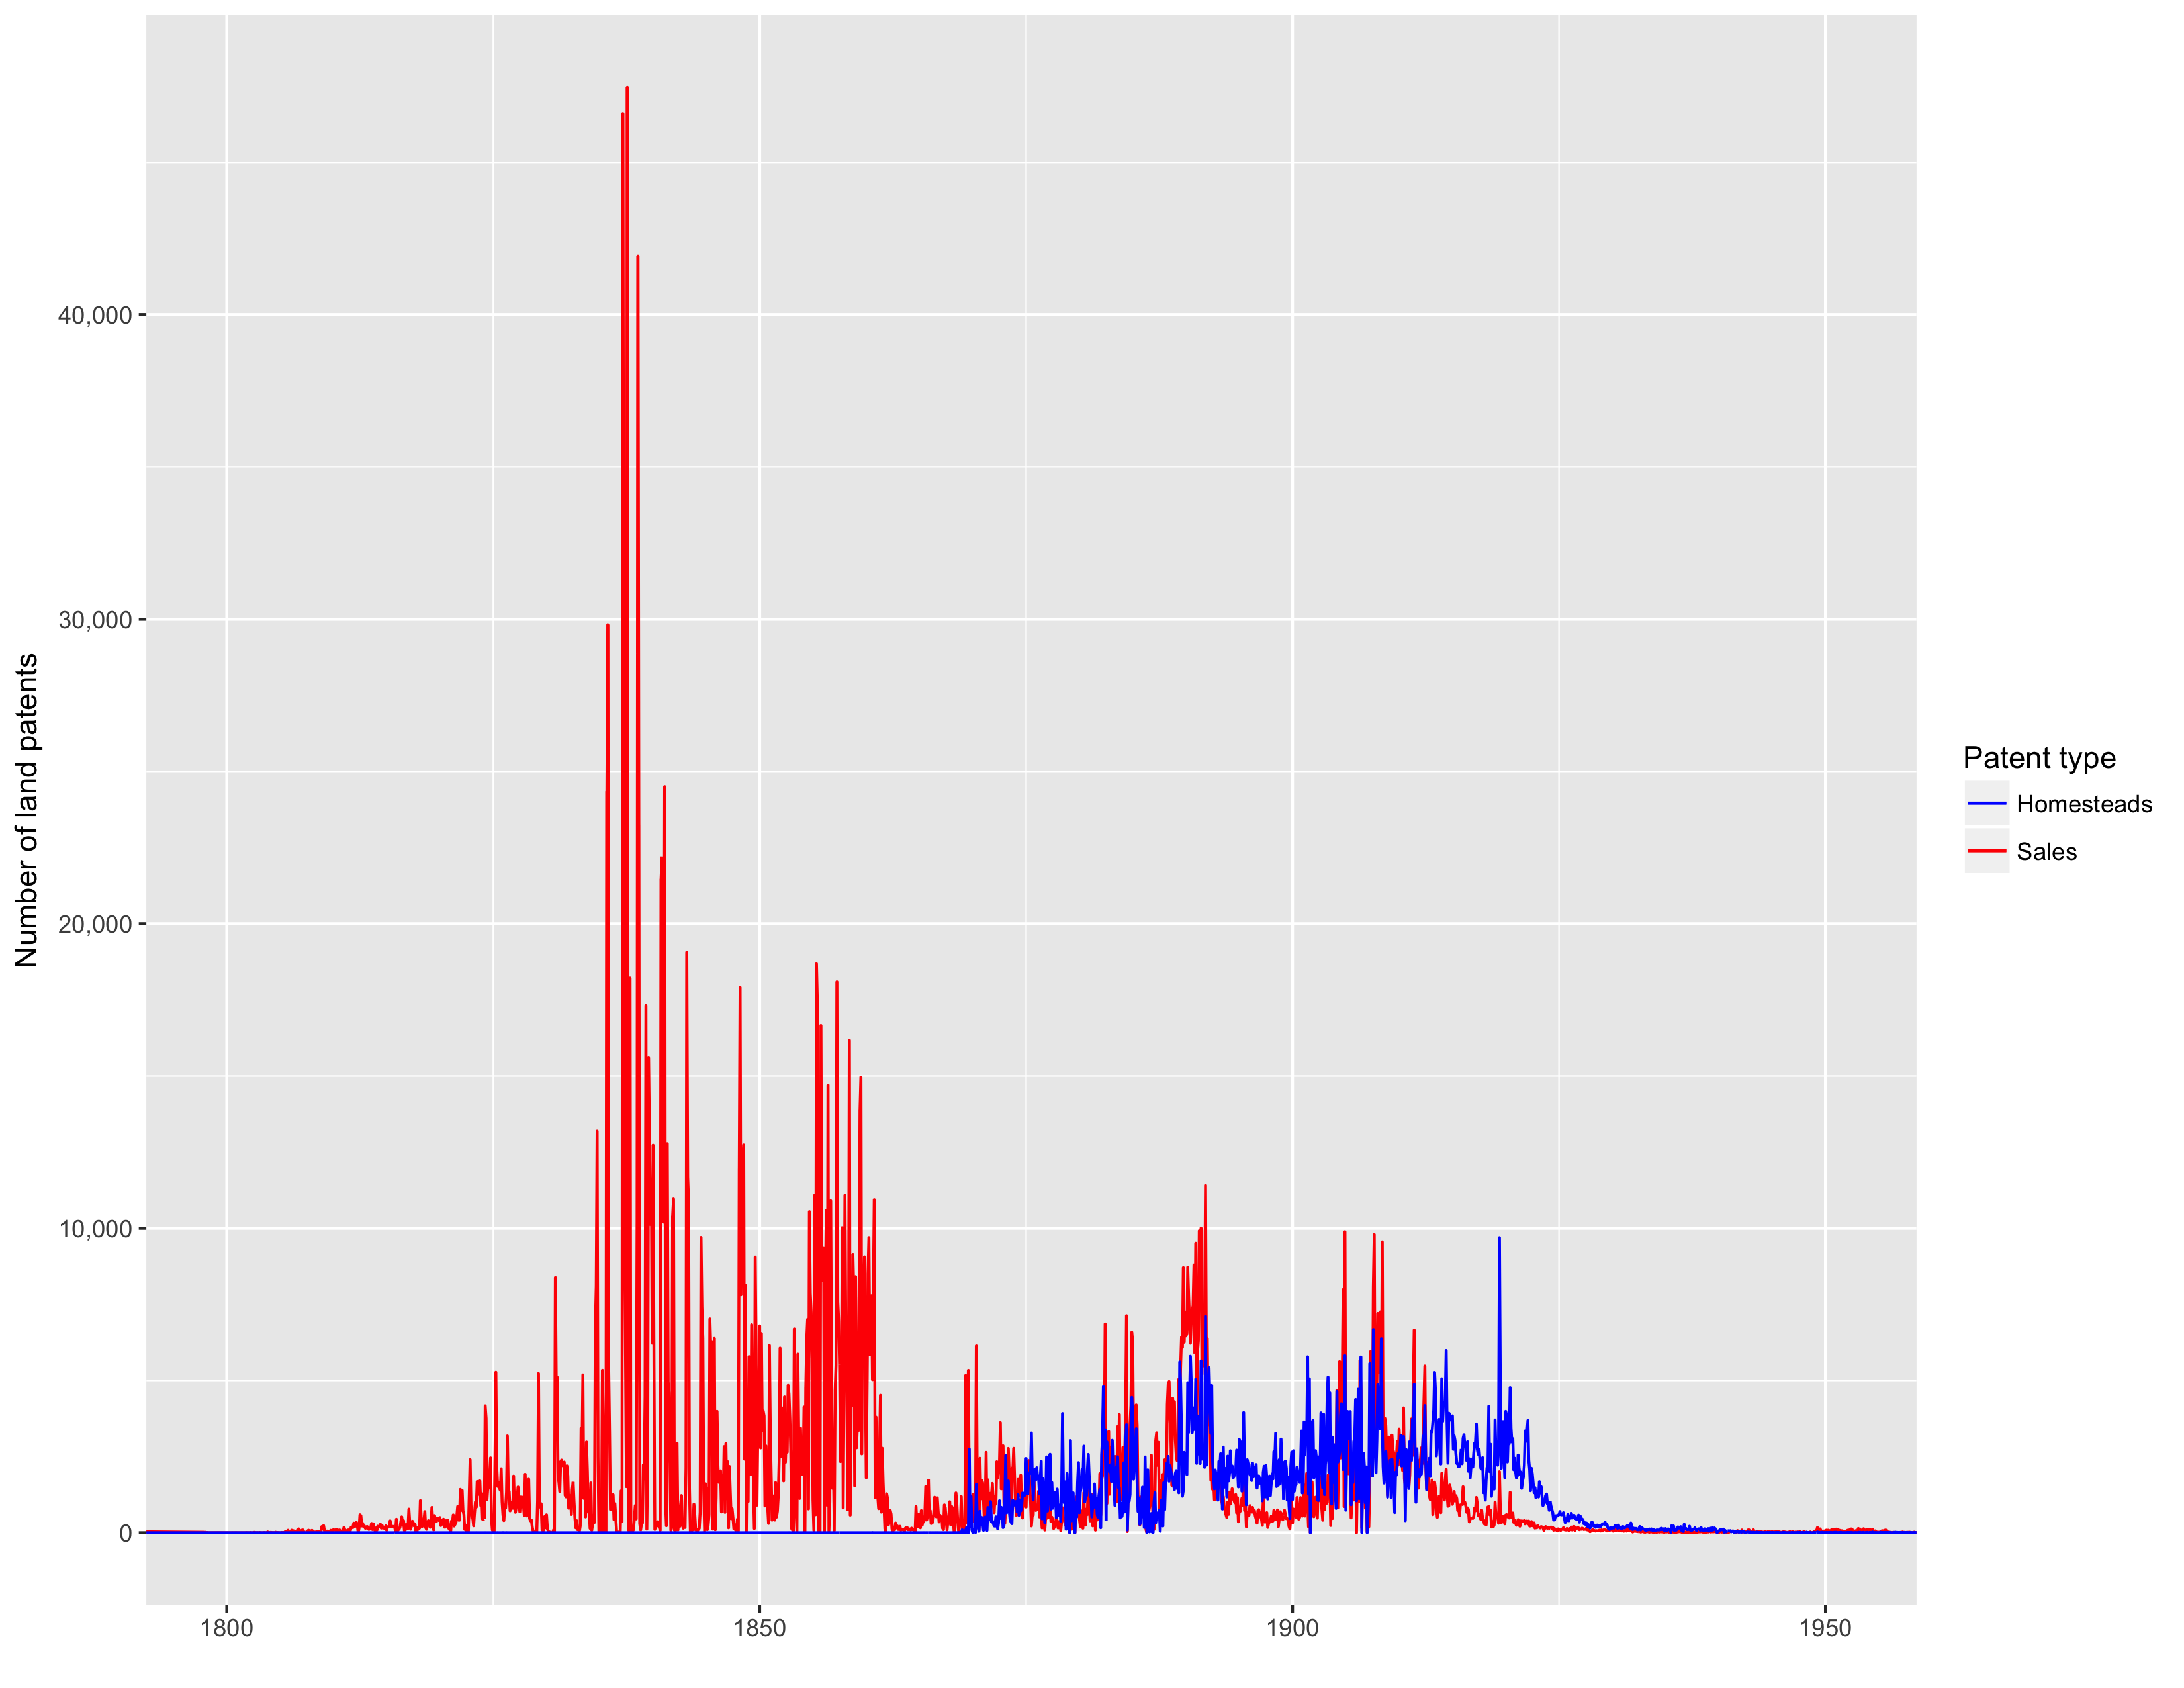 Number of land patents
40,000
30,000
20,000
10,000
0
1800
1850
1900
1950
Patent type
Homesteads
Sales